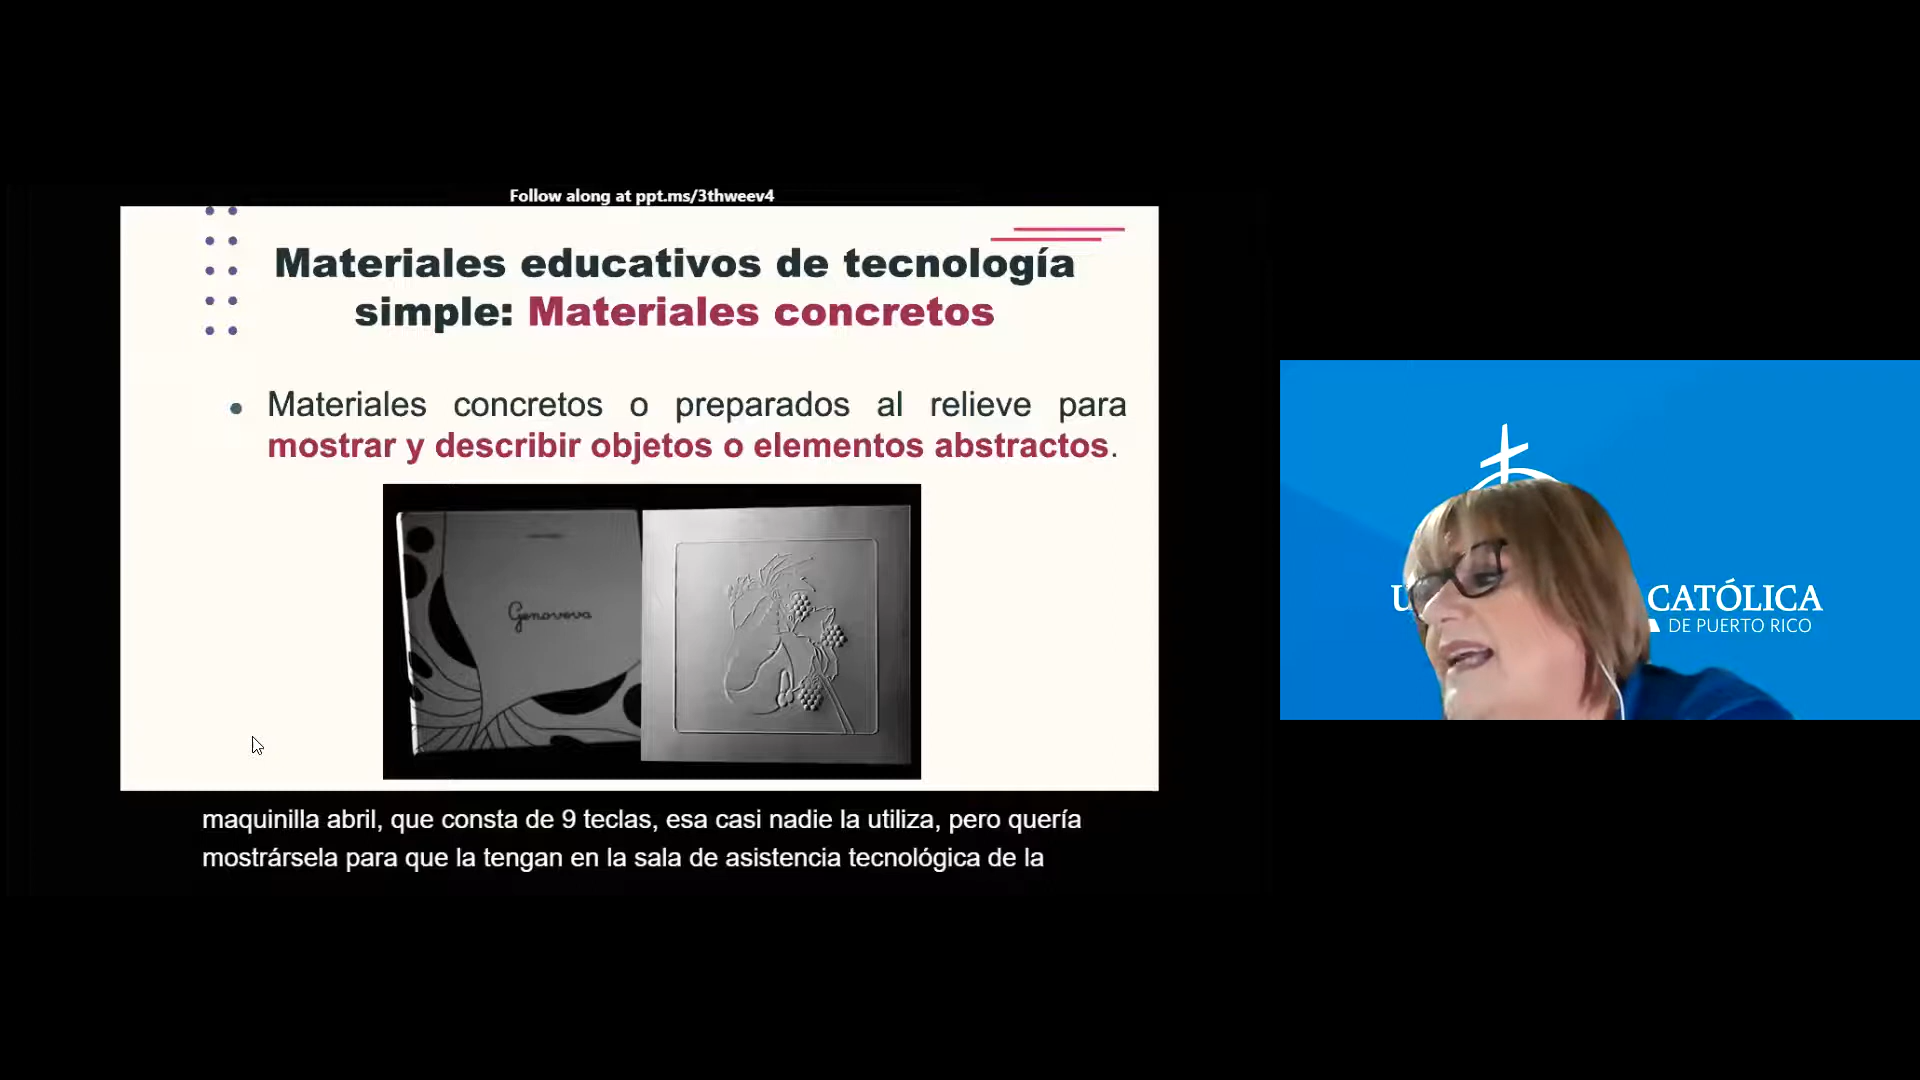 Follow along at ppt.ms/3thweev4
Materiales educativos de tecnología
simple: Materiales concretos
• Materiales concretos o preparados al relieve para
mostrar y describir objetos o elementos abstractos.
Genoveva
maquinilla abril, que consta de 9 teclas, esa casi nadie la utiliza, pero quería
mostrársela para que la tengan en la sala de asistencia tecnológica de la
CATÓLICA
DE PUERTO RICO